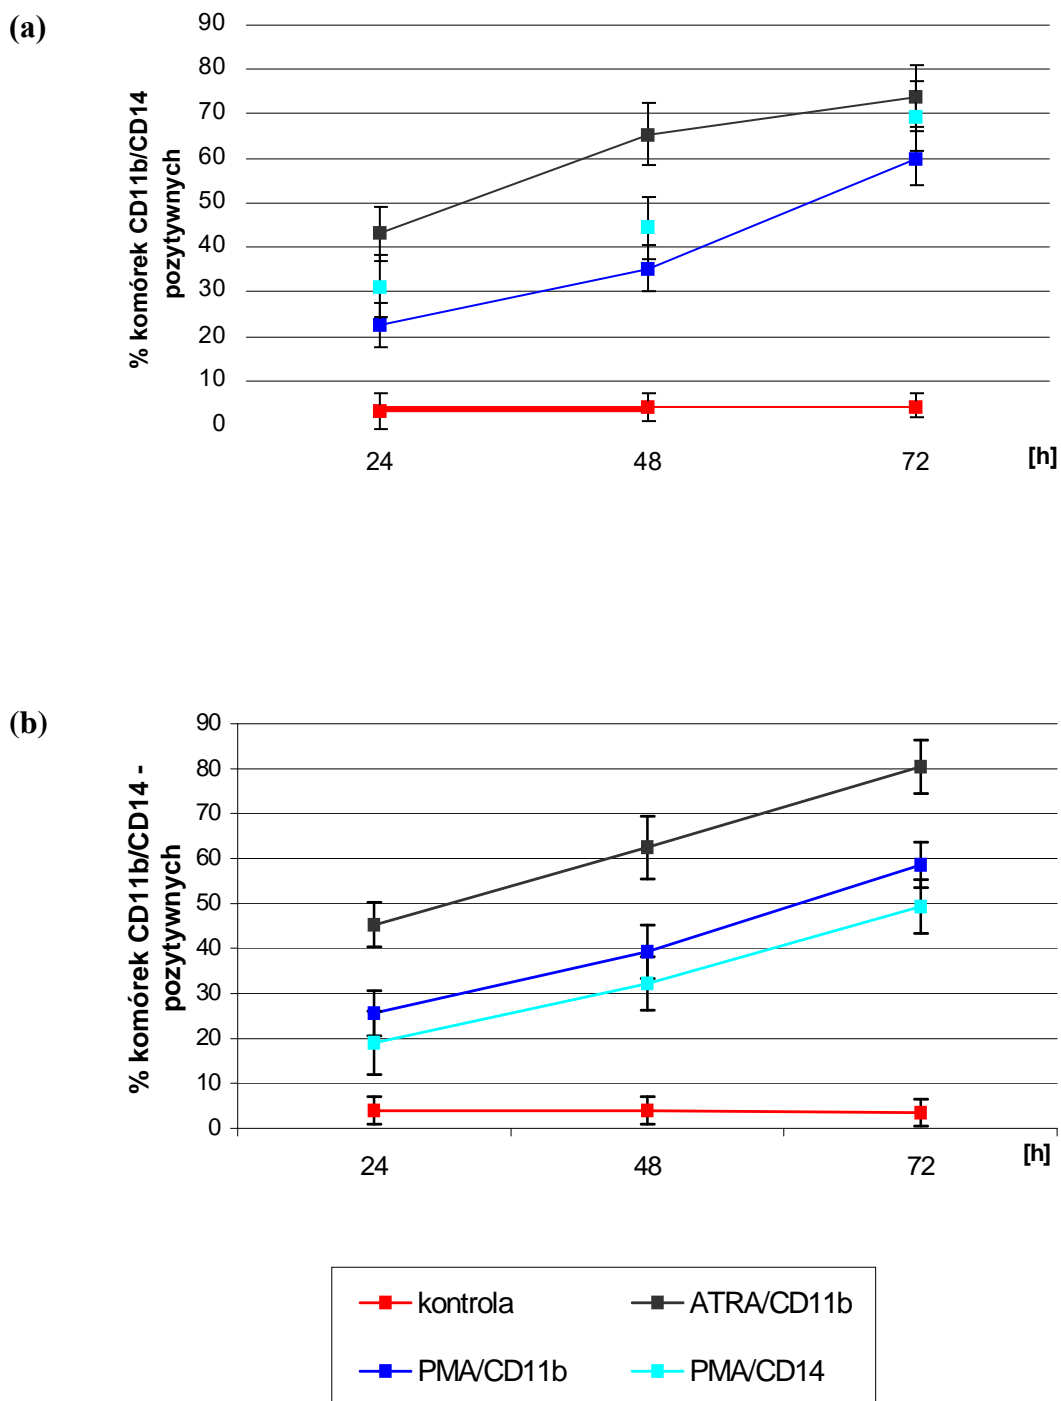 (a)
% komórek CD11b/CD14
pozytywnych
90
80
70
60
50
40
30
20
10
0
24 48 72 [h]
(b)
% komórek CD11b/CD14 -
pozytywnych
90
80
70
60
50
40
30
20
10
0
24 48 72 [h]
kontrola ATRA/CD11b
PMA/CD11b PMA/CD14